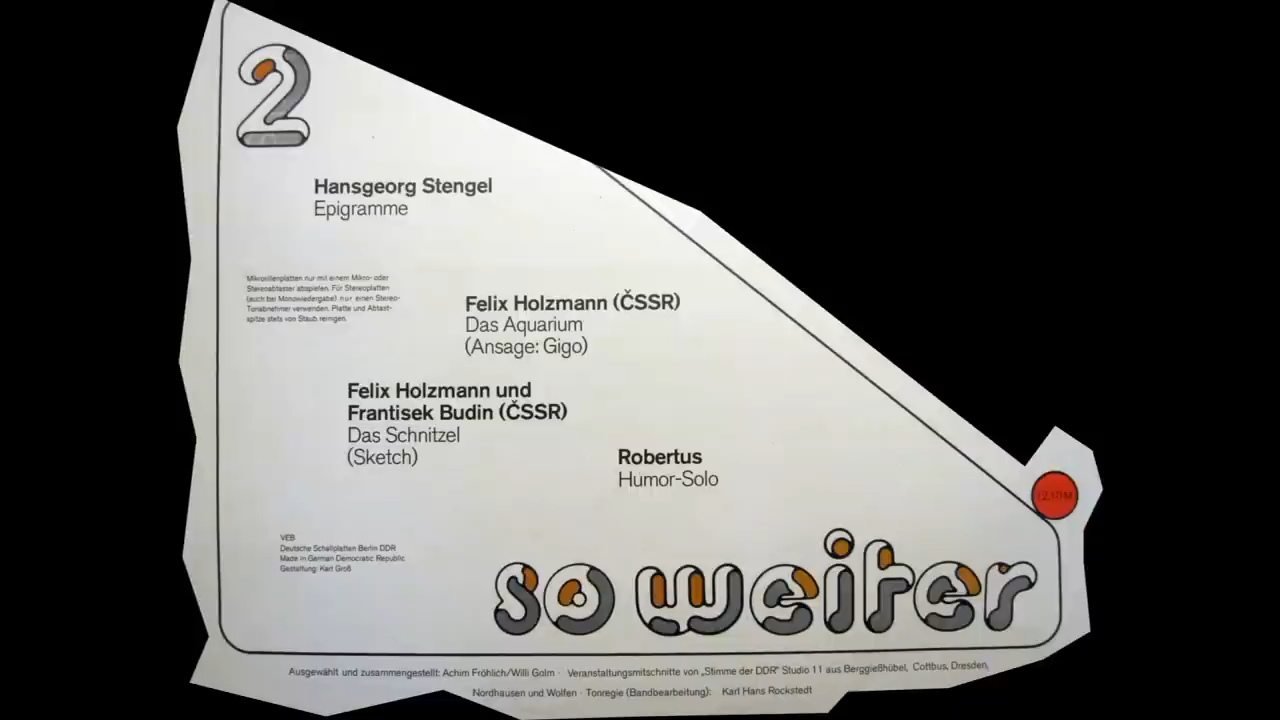 2
Hansgeorg Stengel
Epigramme
Mikrorillenplatten nur mit einem Mikro- oder
Stereoabtaster abspielen. Für Stereoplatten
(auch bei Monowiedergabe) nur einen Stereo-
Tonabnehmer verwenden. Platte und Abtast-
spitze stets von Staub reinigen.
Felix Holzmann (ČSSR)
Das Aquarium
(Ansage: Gigo)
Felix Holzmann und
Frantisek Budin (ČSSR)
Das Schnitzel
(Sketch)
Robertus
Humor-Solo
VEB
Deutsche Schallplatten Berlin DDR
Made in German Democratic Republic
Gestaltung: Karl Groß
so weiter
Ausgewählt und zusammengestellt: Achim Fröhlich/Willi Golm · Veranstaltungsmitschnitte von „Stimme der DDR“ Studio 11 aus Berggießhübel, Cottbus, Dresden,
Nordhausen und Wolfen · Tonregie (Bandbearbeitung): Karl Hans Rockstedt